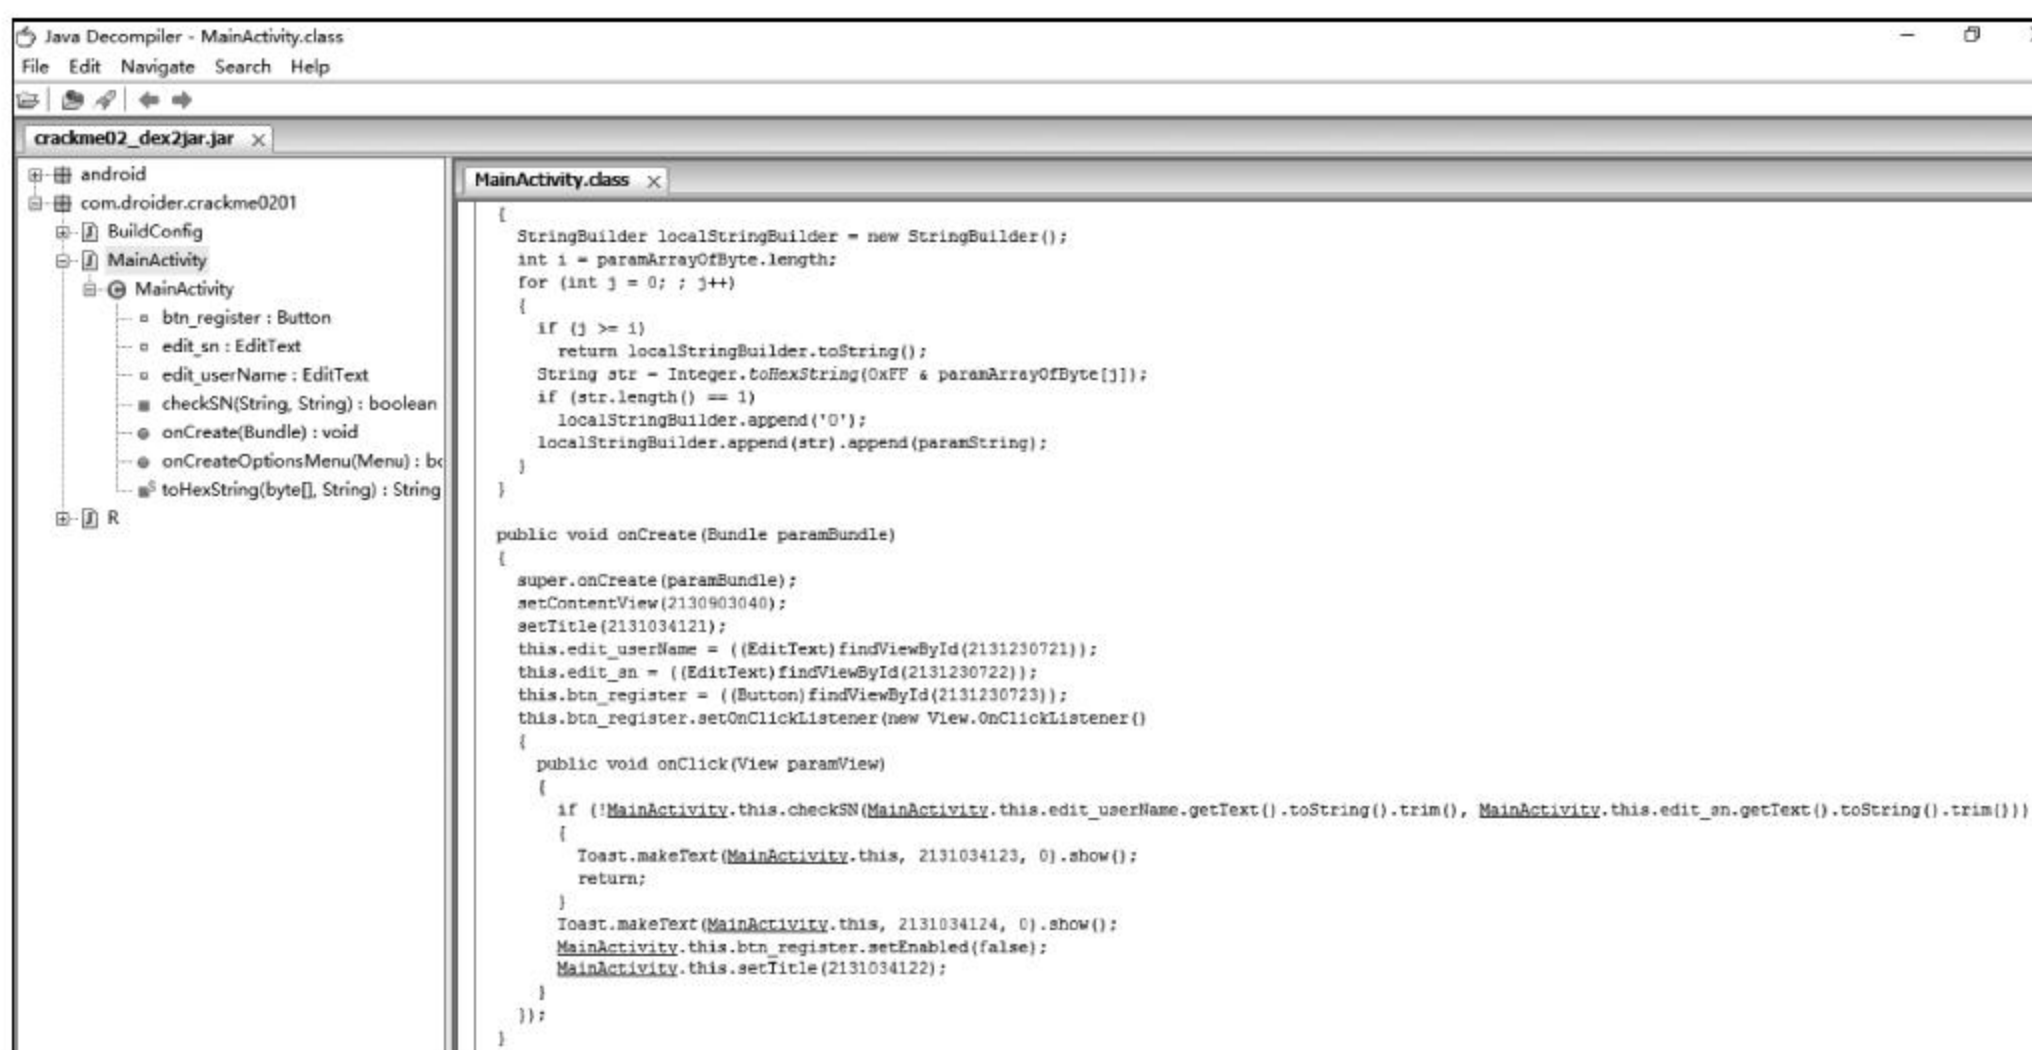 Java Decompiler - MainActivity.class
File Edit Navigate Search Help
crackme02_dex2jar.jar
android
com.droider.crackme0201
BuildConfig
MainActivity
MainActivity
btn_register : Button
edit_sn : EditText
edit_userName : EditText
checkSN(String, String) : boolean
onCreate(Bundle) : void
onCreateOptionsMenu(Menu) : bo
toHexString(byte[], String) : String
R
MainActivity.class
{
StringBuilder localStringBuilder = new StringBuilder();
int i = paramArrayOfByte.length;
for (int j = 0; ; j++)
{
if (j >= i)
return localStringBuilder.toString();
String str = Integer.toHexString(0xFF & paramArrayOfByte[j]);
if (str.length() == 1)
localStringBuilder.append('0');
localStringBuilder.append(str).append(paramString);
}
}
public void onCreate(Bundle paramBundle)
{
super.onCreate(paramBundle);
setContentView(2130903040);
setTitle(2131034121);
this.edit_userName = ((EditText)findViewById(2131230721));
this.edit_sn = ((EditText)findViewById(2131230722));
this.btn_register = ((Button)findViewById(2131230723));
this.btn_register.setOnClickListener(new View.OnClickListener()
{
public void onClick(View paramView)
{
if (!MainActivity.this.checkSN(MainActivity.this.edit_userName.getText().toString().trim(), MainActivity.this.edit_sn.getText().toString().trim()))
{
Toast.makeText(MainActivity.this, 2131034123, 0).show();
return;
}
Toast.makeText(MainActivity.this, 2131034124, 0).show();
MainActivity.this.btn_register.setEnabled(false);
MainActivity.this.setTitle(2131034122);
}
});
}